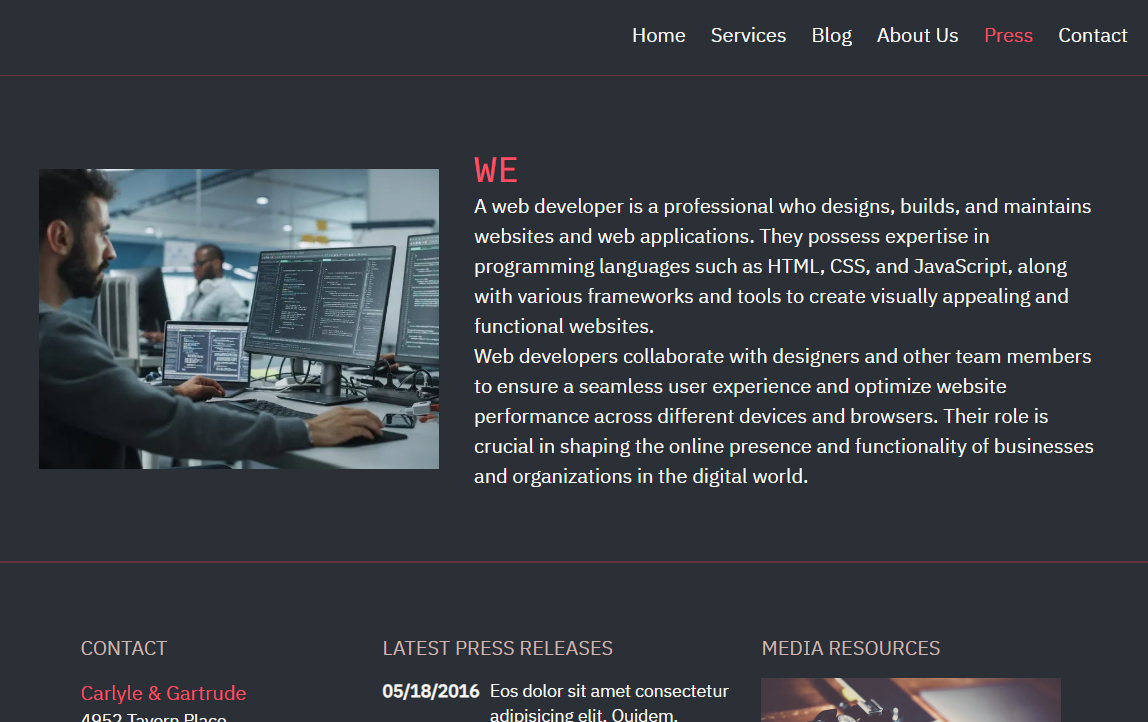 Home Services Blog About Us Press Contact
WE
A web developer is a professional who designs, builds, and maintains
websites and web applications. They possess expertise in
programming languages such as HTML, CSS, and JavaScript, along
with various frameworks and tools to create visually appealing and
functional websites.
Web developers collaborate with designers and other team members
to ensure a seamless user experience and optimize website
performance across different devices and browsers. Their role is
crucial in shaping the online presence and functionality of businesses
and organizations in the digital world.
CONTACT
Carlyle & Gartrude
4952 Tavern Place
LATEST PRESS RELEASES
05/18/2016 Eos dolor sit amet consectetur
adipisicing elit. Quidem,
MEDIA RESOURCES